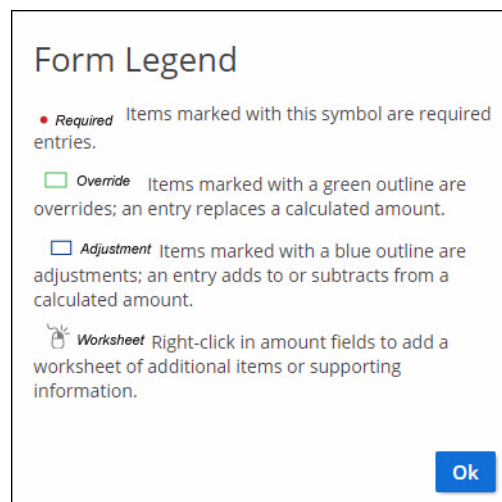 Form Legend
Required Items marked with this symbol are required
entries.
Override Items marked with a green outline are
overrides; an entry replaces a calculated amount.
Adjustment Items marked with a blue outline are
adjustments; an entry adds to or subtracts from a
calculated amount.
Worksheet Right-click in amount fields to add a
worksheet of additional items or supporting
information.
Ok